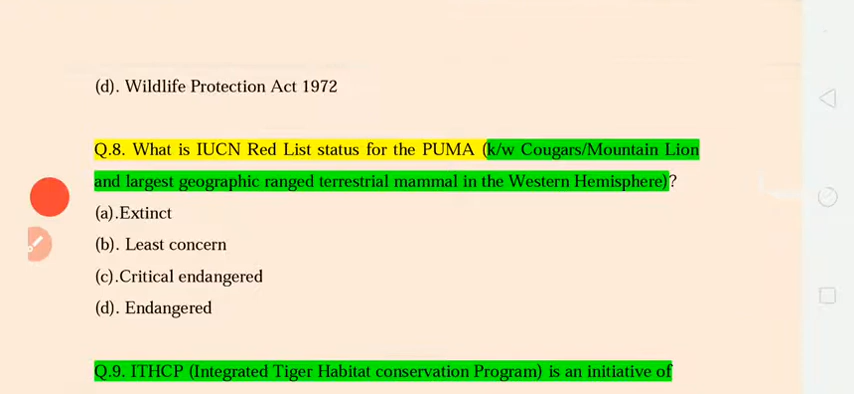 (d). Wildlife Protection Act 1972
Q.8. What is IUCN Red List status for the PUMA (k/w Cougars/Mountain Lion
and largest geographic ranged terrestrial mammal in the Western Hemisphere)?
(a).Extinct
(b). Least concern
(c).Critical endangered
(d). Endangered
Q.9. ITHCP (Integrated Tiger Habitat conservation Program) is an initiative of